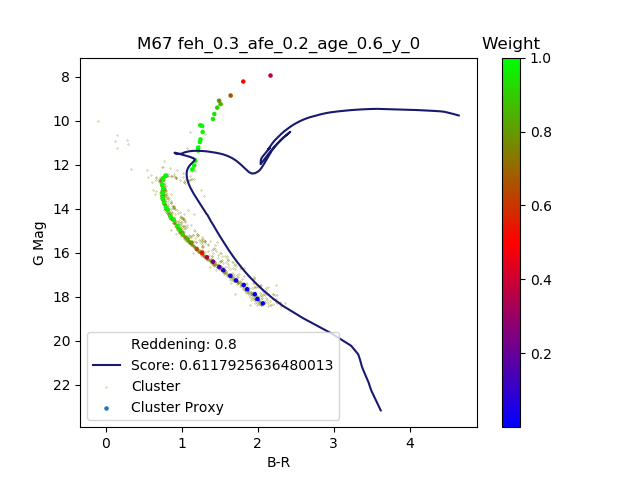 M67 feh_0.3_afe_0.2_age_0.6_y_0
Weight
8
10
12
14
16
18
20
22
G Mag
0
1
2
3
4
B-R
Reddening: 0.8
Score: 0.6117925636480013
Cluster
Cluster Proxy
1.0
0.8
0.6
0.4
0.2